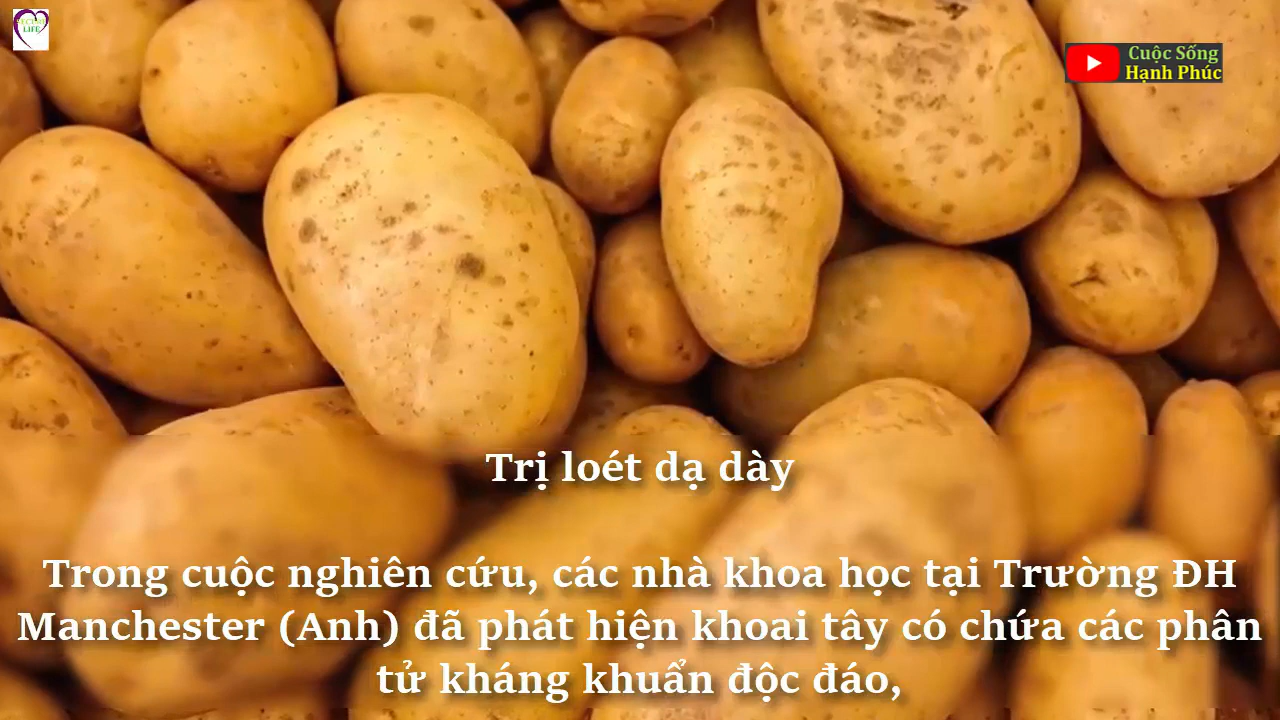 LIFE
Cuộc Sống
Hạnh Phúc
Trị loét dạ dày
Trong cuộc nghiên cứu, các nhà khoa học tại Trường ĐH
Manchester (Anh) đã phát hiện khoai tây có chứa các phân
tử kháng khuẩn độc đáo,